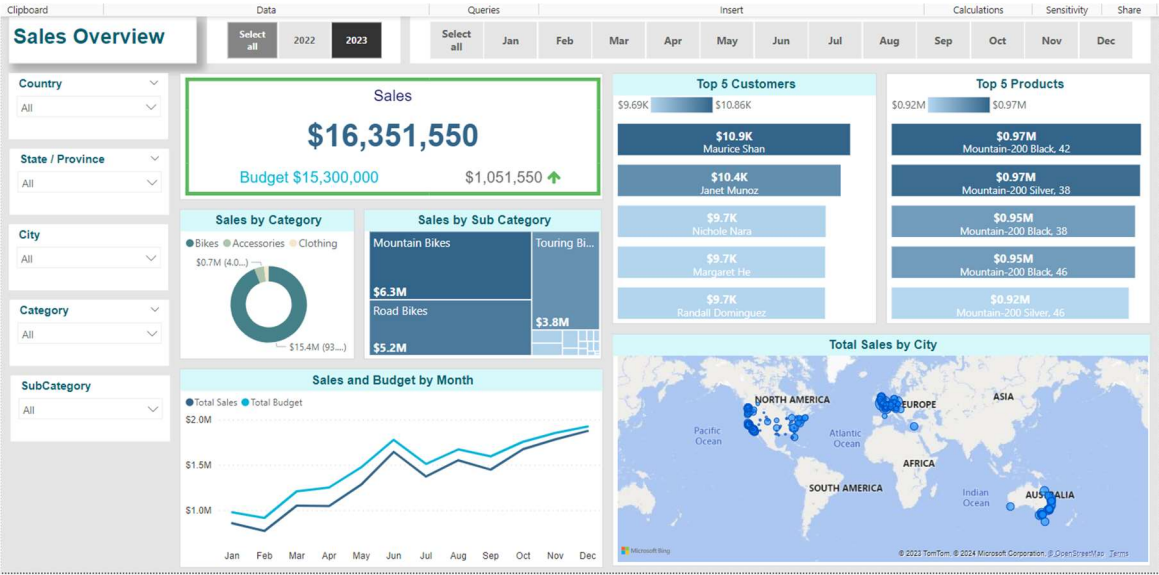 Clipboard
Data
Queries
Insert
Calculations
Sensitivity
Share
Sales Overview
Select all
2022
2023
Select all
Jan
Feb
Mar
Apr
May
Jun
Jul
Aug
Sep
Oct
Nov
Dec
Country
All
State / Province
All
City
All
Category
All
SubCategory
All
Sales
$16,351,550
Budget $15,300,000
$1,051,550
Sales by Category
Bikes Accessories Clothing
$0.7M (4.0...)
$15.4M (93....)
Sales by Sub Category
Mountain Bikes
$6.3M
Road Bikes
$5.2M
Touring Bi...
$3.8M
Sales and Budget by Month
Total Sales Total Budget
$2.0M
$1.5M
$1.0M
Jan Feb Mar Apr May Jun Jul Aug Sep Oct Nov Dec
Top 5 Customers
$9.69K $10.86K
$10.9K
Maurice Shan
$10.4K
Janet Munoz
$9.7K
Nichole Nara
$9.7K
Margaret He
$9.7K
Randall Dominguez
Top 5 Products
$0.92M $0.97M
$0.97M
Mountain-200 Black, 42
$0.97M
Mountain-200 Silver, 38
$0.95M
Mountain-200 Black, 38
$0.95M
Mountain-200 Black, 46
$0.92M
Mountain-200 Silver, 46
Total Sales by City
NORTH AMERICA
EUROPE
ASIA
Pacific
Ocean
Atlantic
Ocean
AFRICA
SOUTH AMERICA
Indian
Ocean
AUSTRALIA
Microsoft Bing
© 2023 TomTom, © 2024 Microsoft Corporation, © OpenStreetMap Terms